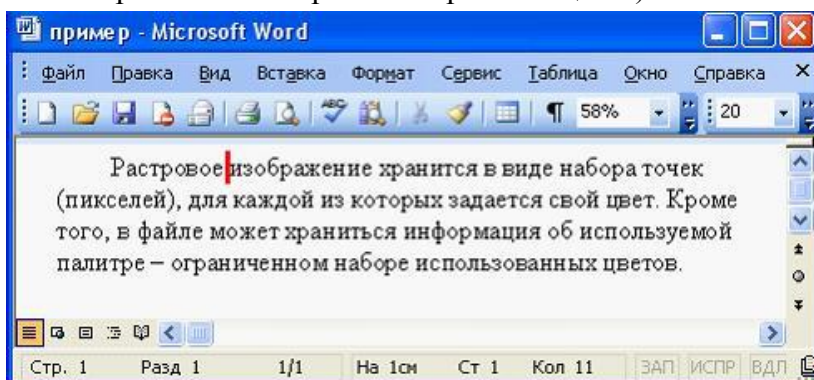 пример - Microsoft Word
Файл Правка Вид Вставка Формат Сервис Таблица Окно Справка
58% 20
Растровое изображение хранится в виде набора точек
(пикселей), для каждой из которых задается свой цвет. Кроме
того, в файле может храниться информация об используемой
палитре – ограниченном наборе использованных цветов.
Стр. 1 Разд 1 1/1 На 1см Ст 1 Кол 11 ЗАП ИСПР ВДЛ